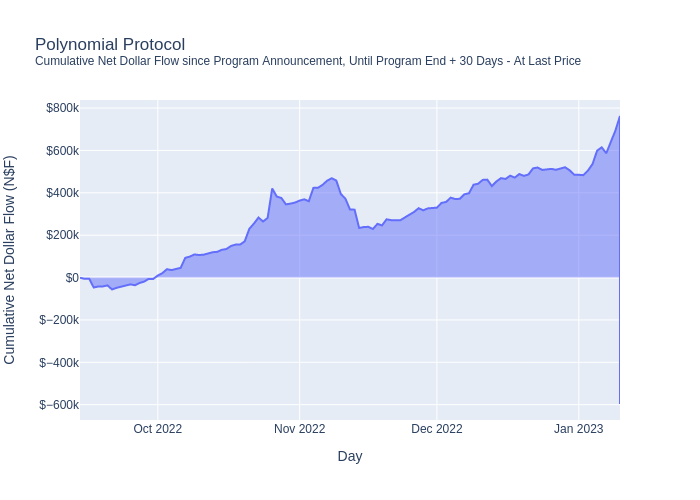 Polynomial Protocol
Cumulative Net Dollar Flow since Program Announcement, Until Program End + 30 Days - At Last Price
Cumulative Net Dollar Flow (N$F)
$800k
$600k
$400k
$200k
$0
$−200k
$−400k
$−600k
Oct 2022
Nov 2022
Dec 2022
Jan 2023
Day